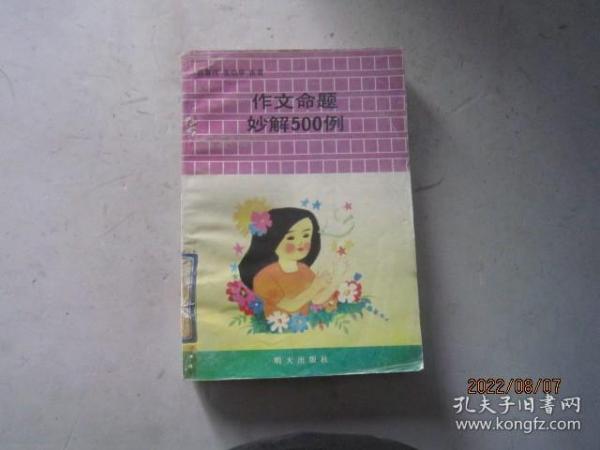 作文命题
妙解500例
明天出版社
2022/08/07
孔夫子旧書网
www.kongfz.com